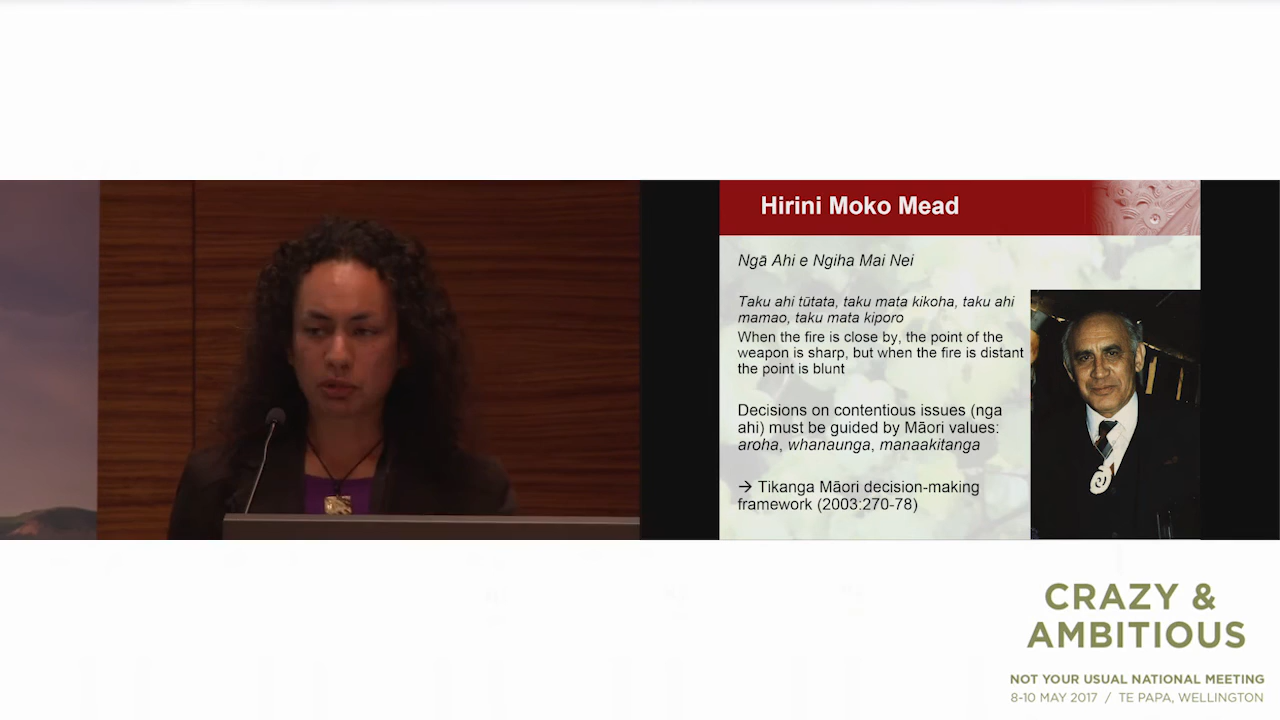 Hirini Moko Mead
Ngā Ahi e Ngiha Mai Nei
Taku ahi tūtata, taku mata kikoha, taku ahi
mamao, taku mata kiporo
When the fire is close by, the point of the
weapon is sharp, but when the fire is distant
the point is blunt
Decisions on contentious issues (nga
ahi) must be guided by Māori values:
aroha, whanaunga, manaakitanga
→ Tikanga Māori decision-making
framework (2003:270-78)
CRAZY &
AMBITIOUS
NOT YOUR USUAL NATIONAL MEETING
8-10 MAY 2017 / TE PAPA, WELLINGTON